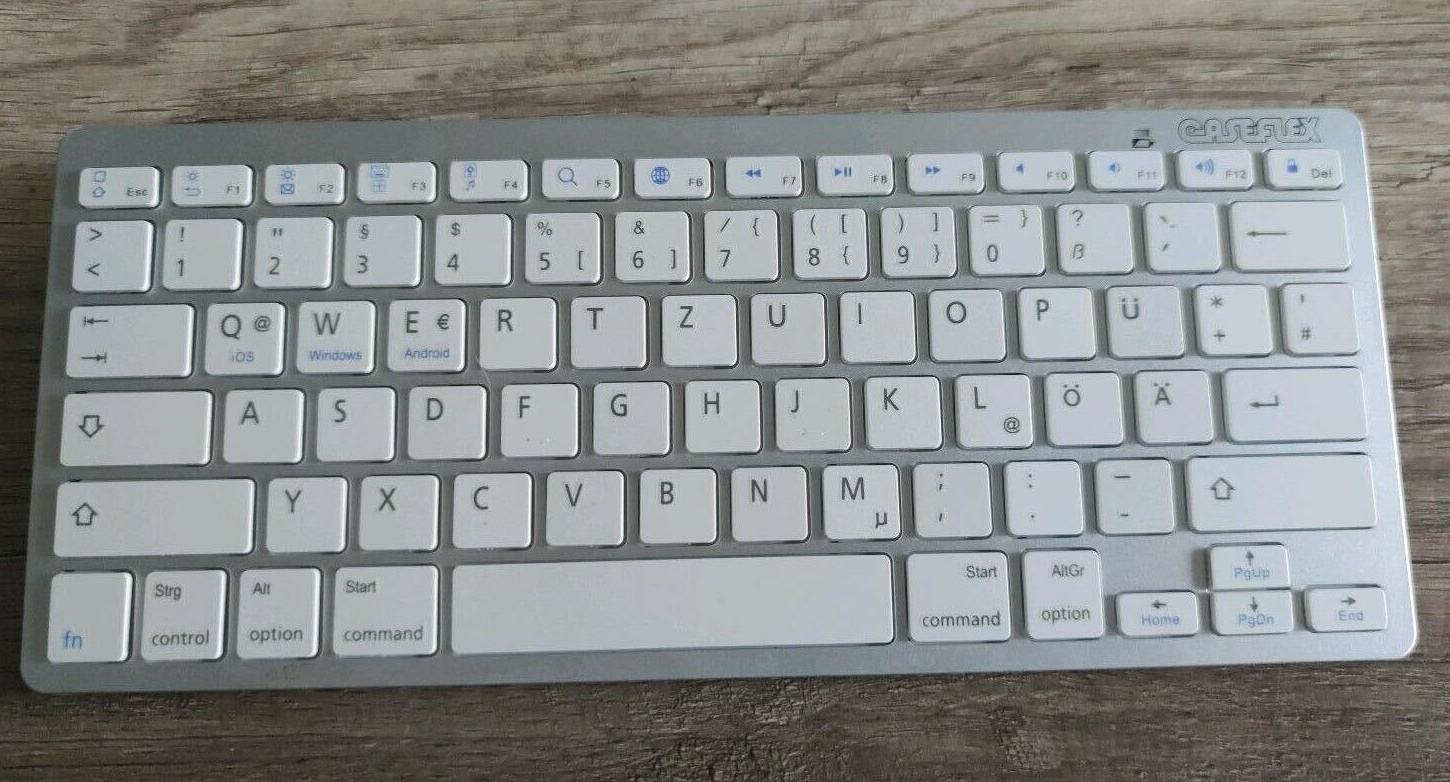 CASEFLEX
Esc F1 F2 F3 F4 F5 F6 F7 F8 F9 F10 F11 F12 Del
> ! " § $ % & / { ( [ ) ] = } ? `
< 1 2 3 4 5 [ 6 ] 7 8 { 9 } 0 ß ´
Q @ W E € R T Z U I O P Ü * '
iOS Windows Android + #
A S D F G H J K L Ö Ä
@
Y X C V B N M ; : _
µ , . -
Strg Alt Start Start AltGr
fn control option command command option
PgUp
Home PgDn End